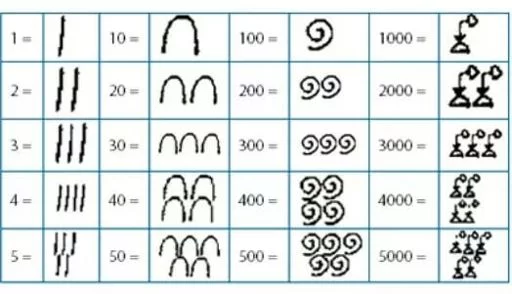 1 = 10 = 100 = 1000 =
2 = 20 = 200 = 2000 =
3 = 30 = 300 = 3000 =
4 = 40 = 400 = 4000 =
5 = 50 = 500 = 5000 =